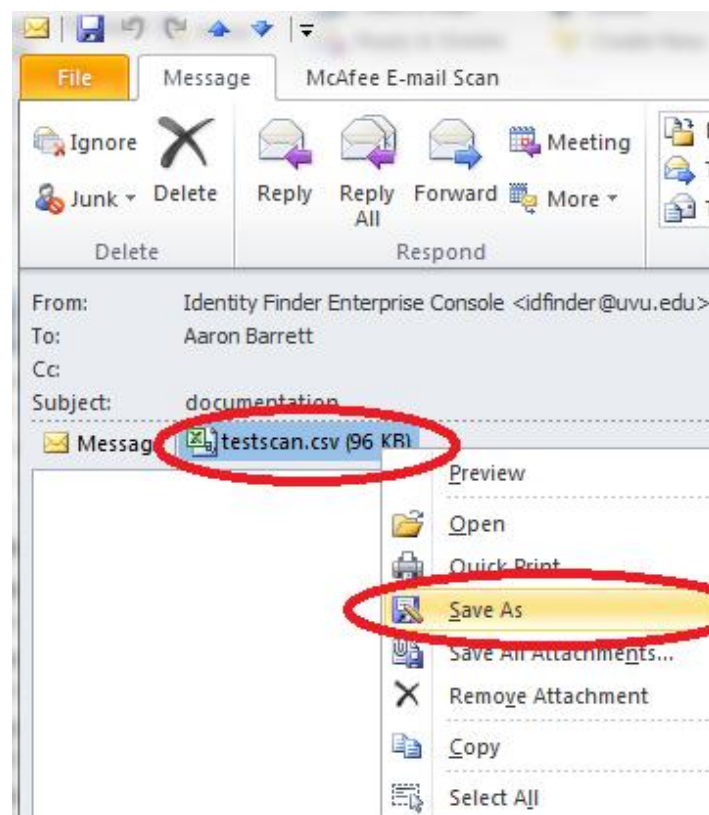 File Message McAfee E-mail Scan
Ignore
Junk
Delete
Reply
Reply All
Forward
Meeting
More
Delete
Respond
From: Identity Finder Enterprise Console <idfinder@uvu.edu>
To: Aaron Barrett
Cc:
Subject: documentation
Messag testscan.csv (96 KB)
Preview
Open
Quick Print
Save As
Save All Attachments...
Remove Attachment
Copy
Select All